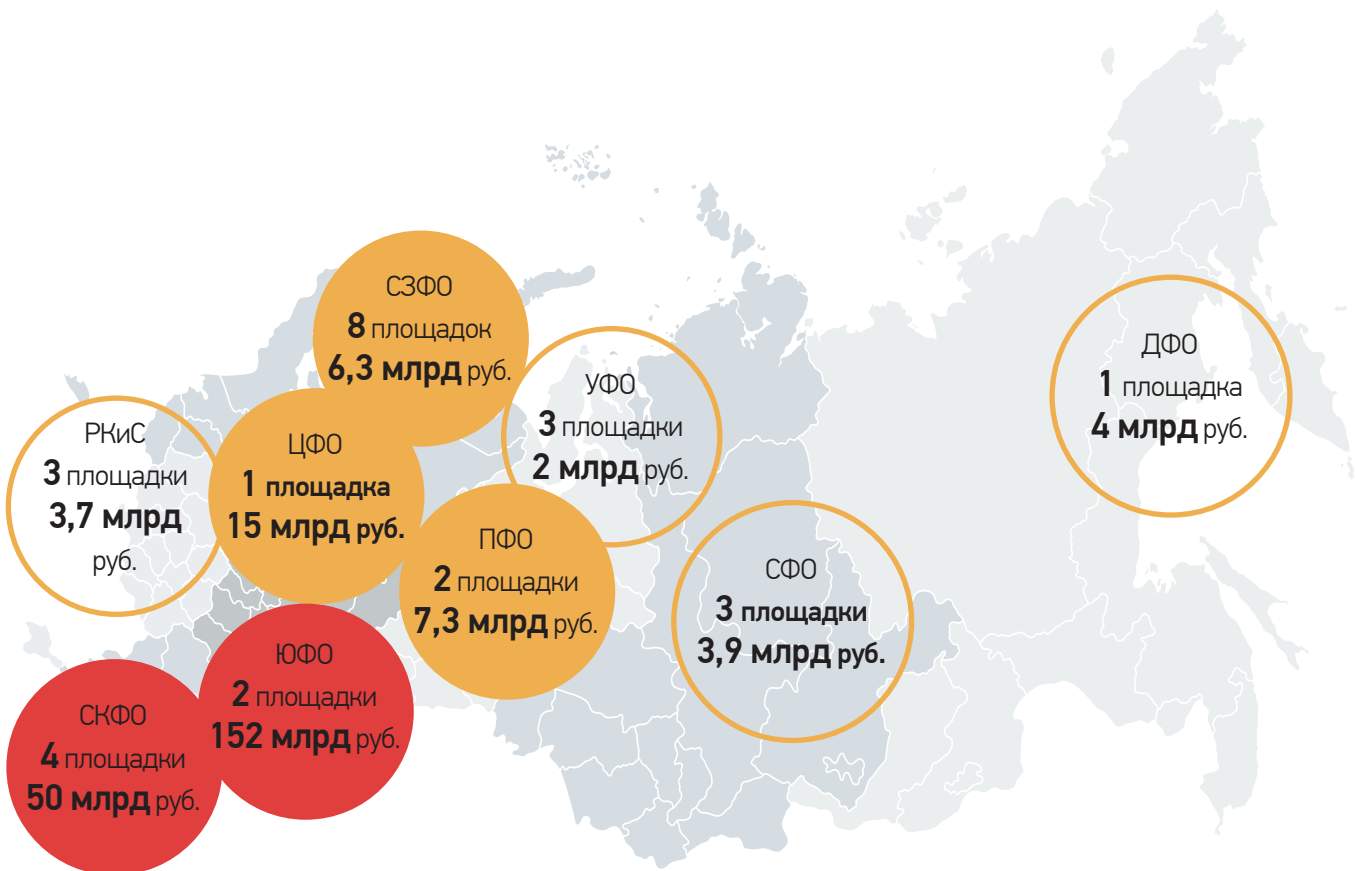 СЗФО
8 площадок
6,3 млрд руб.
УФО
3 площадки
2 млрд руб.
ДФО
1 площадка
4 млрд руб.
РКиС
3 площадки
3,7 млрд
руб.
ЦФО
1 площадка
15 млрд руб.
ПФО
2 площадки
7,3 млрд руб.
СФО
3 площадки
3,9 млрд руб.
ЮФО
2 площадки
152 млрд руб.
СКФО
4 площадки
50 млрд руб.